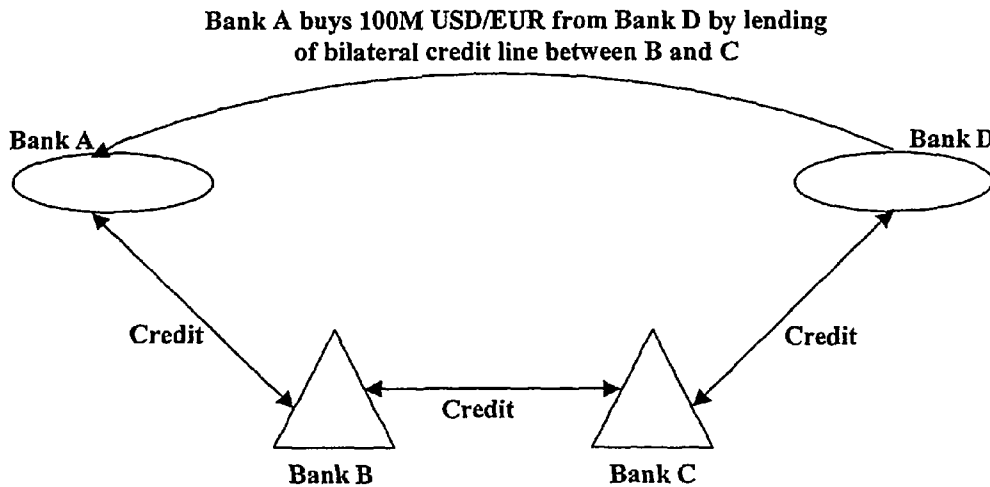 Bank A buys 100M USD/EUR from Bank D by lending
of bilateral credit line between B and C
Bank A
Bank D
Credit
Credit
Credit
Bank B
Bank C